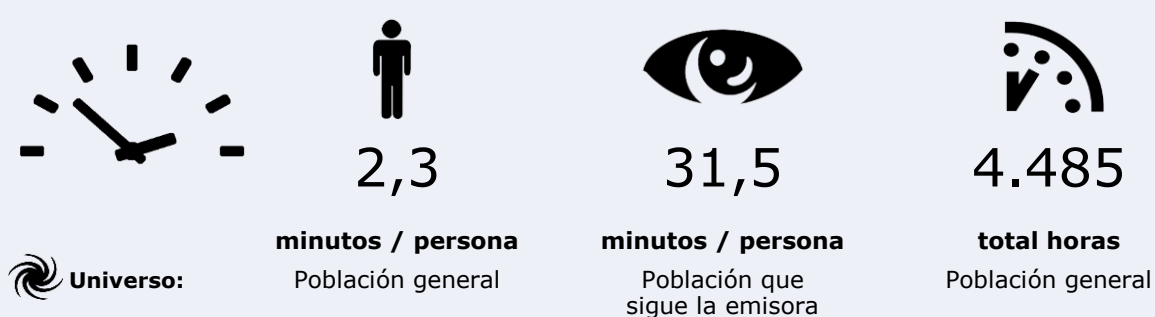 2,3
31,5
4.485
minutos / persona
minutos / persona
total horas
Universo:
Población general
Población que
sigue la emisora
Población general